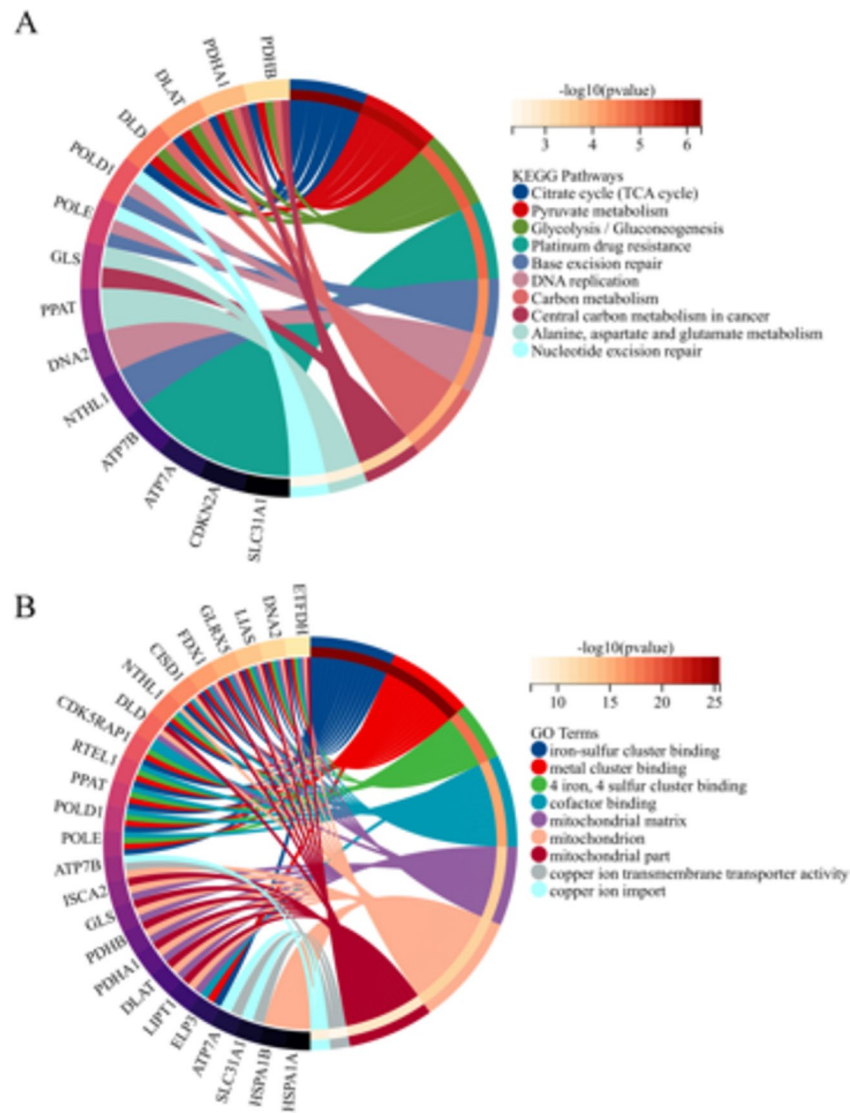 A
PDHB
PDHA1
DLAT
DLD
POLD1
POLE
GLS
PPAT
DNA2
NTHL1
ATP7B
ATP7A
CDKN2A
SLC31A1
-log10(pvalue)
3 4 5 6
KEGG Pathways
Citrate cycle (TCA cycle)
Pyruvate metabolism
Glycolysis / Gluconeogenesis
Platinum drug resistance
Base excision repair
DNA replication
Carbon metabolism
Central carbon metabolism in cancer
Alanine, aspartate and glutamate metabolism
Nucleotide excision repair
B
ETFDH
DNA2
LIAS
GLRX5
FDX1
CISD1
NTHL1
DLD
CDK5RAP1
RTEL1
PPAT
POLD1
POLE
ATP7B
ISCA2
GLS
PDHB
PDHA1
DLAT
LIPT1
ELP3
ATP7A
SLC31A1
HSPA1B
HSPA1A
-log10(pvalue)
10 15 20 25
GO Terms
iron-sulfur cluster binding
metal cluster binding
4 iron, 4 sulfur cluster binding
cofactor binding
mitochondrial matrix
mitochondrion
mitochondrial part
copper ion transmembrane transporter activity
copper ion import